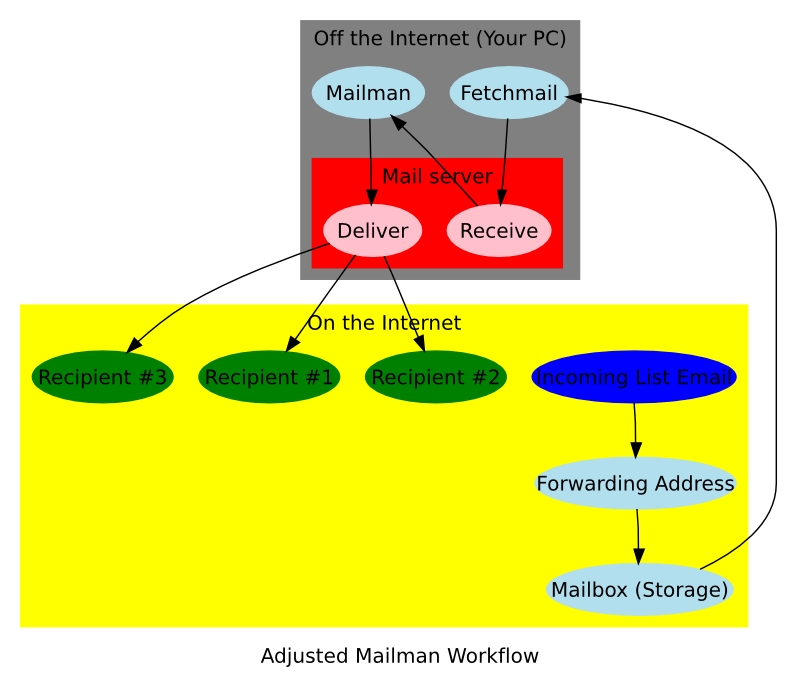 Off the Internet (Your PC)
Mailman
Fetchmail
Mail server
Deliver
Receive
On the Internet
Recipient #3
Recipient #1
Recipient #2
Incoming List Email
Forwarding Address
Mailbox (Storage)
Adjusted Mailman Workflow